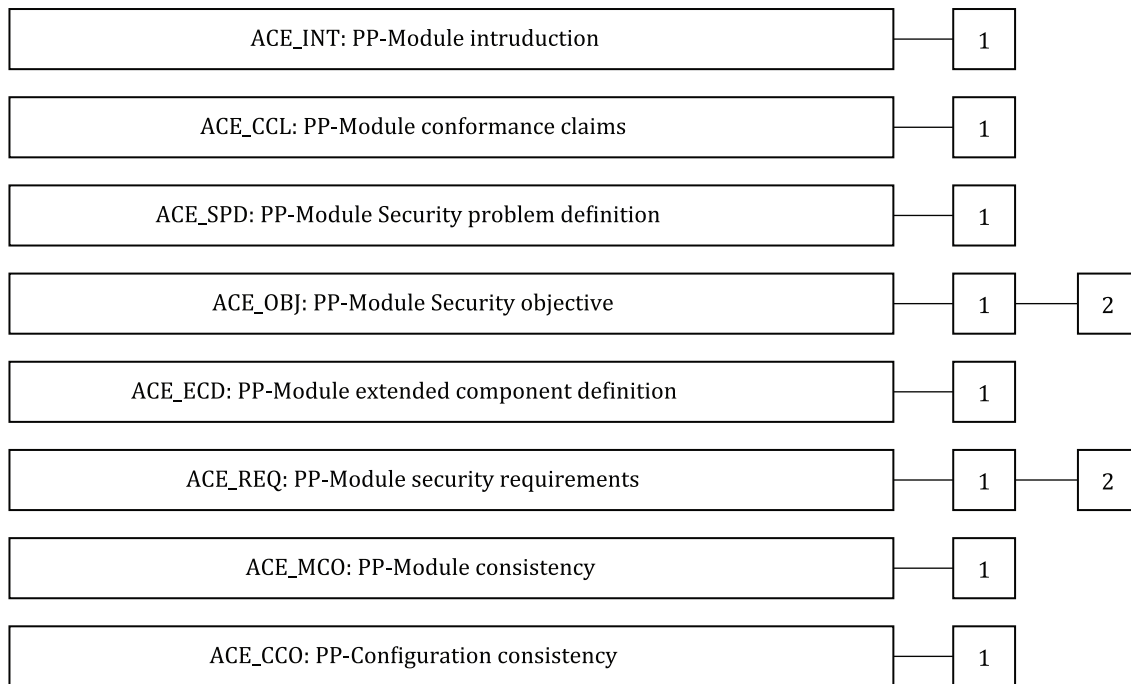 ACE_INT: PP-Module intruduction 1
ACE_CCL: PP-Module conformance claims 1
ACE_SPD: PP-Module Security problem definition 1
ACE_OBJ: PP-Module Security objective 1 2
ACE_ECD: PP-Module extended component definition 1
ACE_REQ: PP-Module security requirements 1 2
ACE_MCO: PP-Module consistency 1
ACE_CCO: PP-Configuration consistency 1